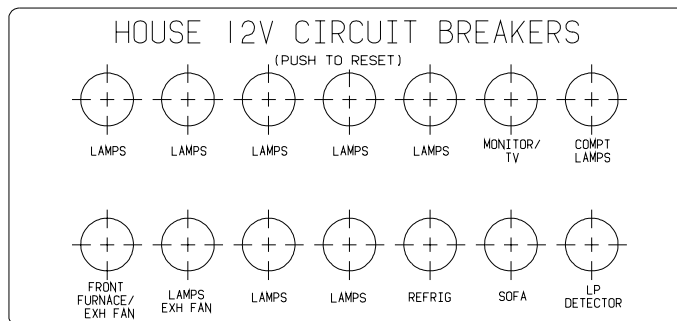 HOUSE 12V CIRCUIT BREAKERS
(PUSH TO RESET)
LAMPS
LAMPS
LAMPS
LAMPS
LAMPS
MONITOR/
TV
COMPT
LAMPS
FRONT
FURNACE/
EXH FAN
LAMPS
EXH FAN
LAMPS
LAMPS
REFRIG
SOFA
LP
DETECTOR